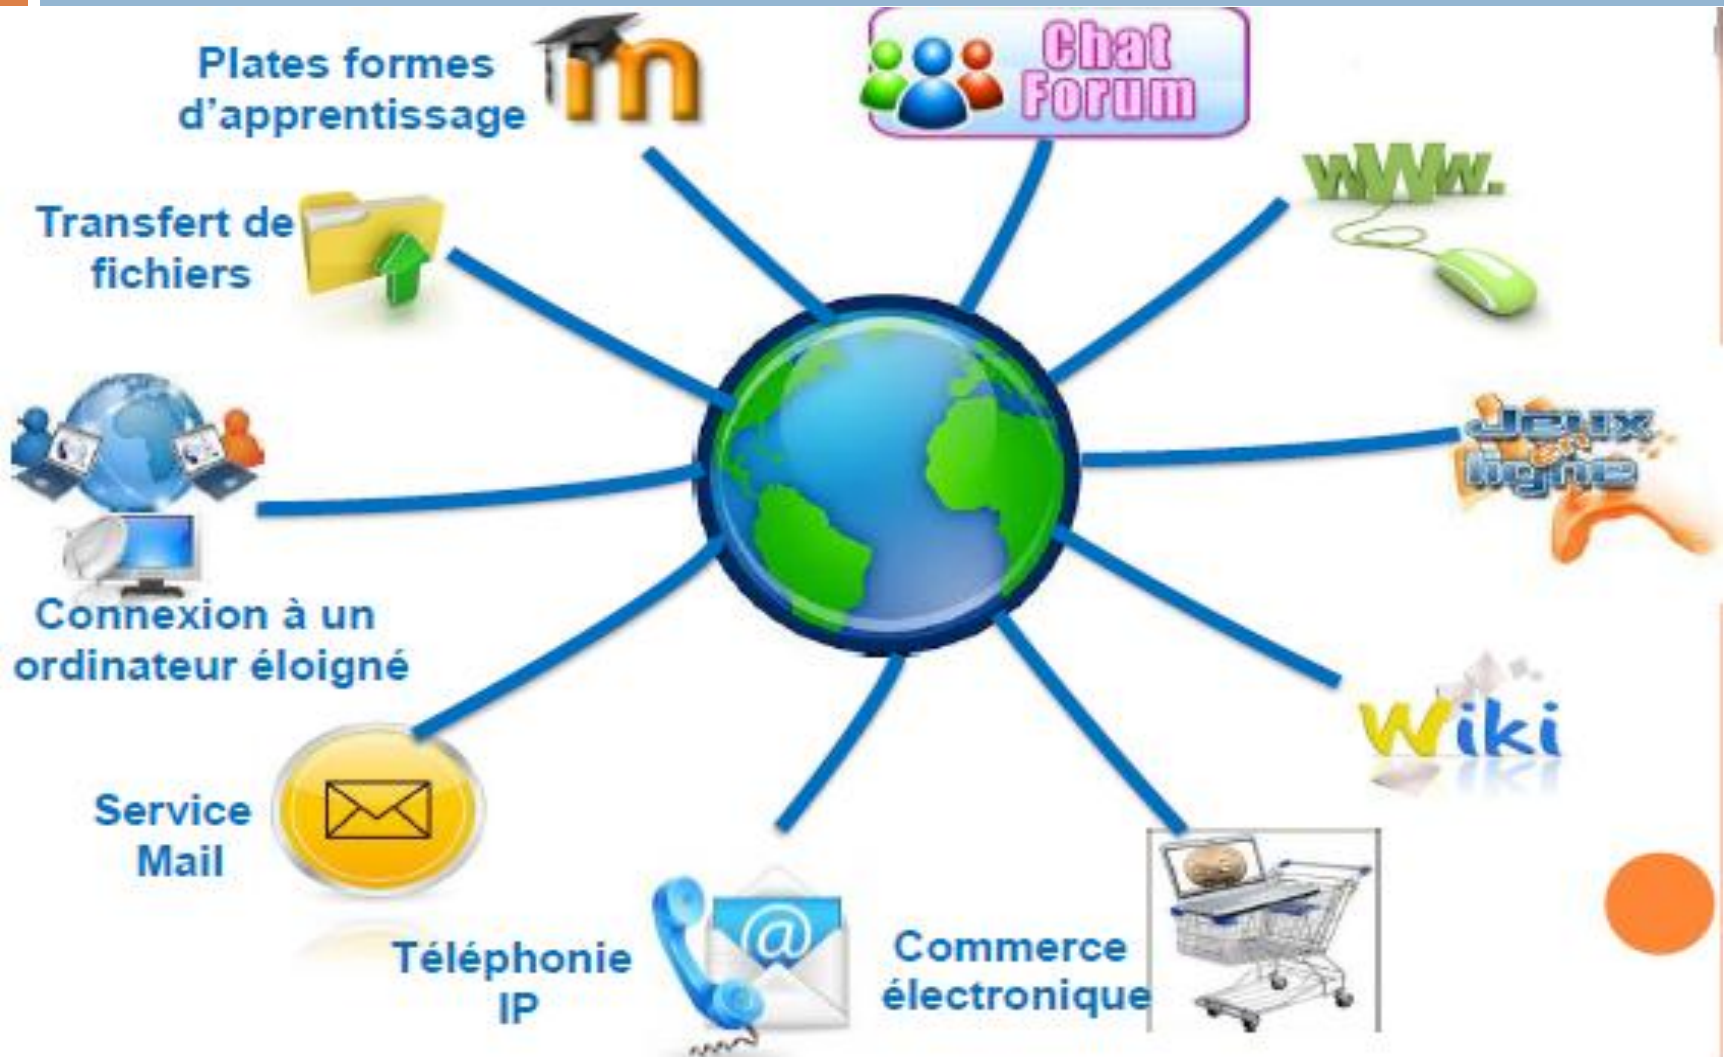 Plates formes
d'apprentissage
m
Chat
Forum
www.
Transfert de
fichiers
Jeux
en
ligne
Connexion à un
ordinateur éloigné
Wiki
Service
Mail
@
Téléphonie
IP
Commerce
électronique